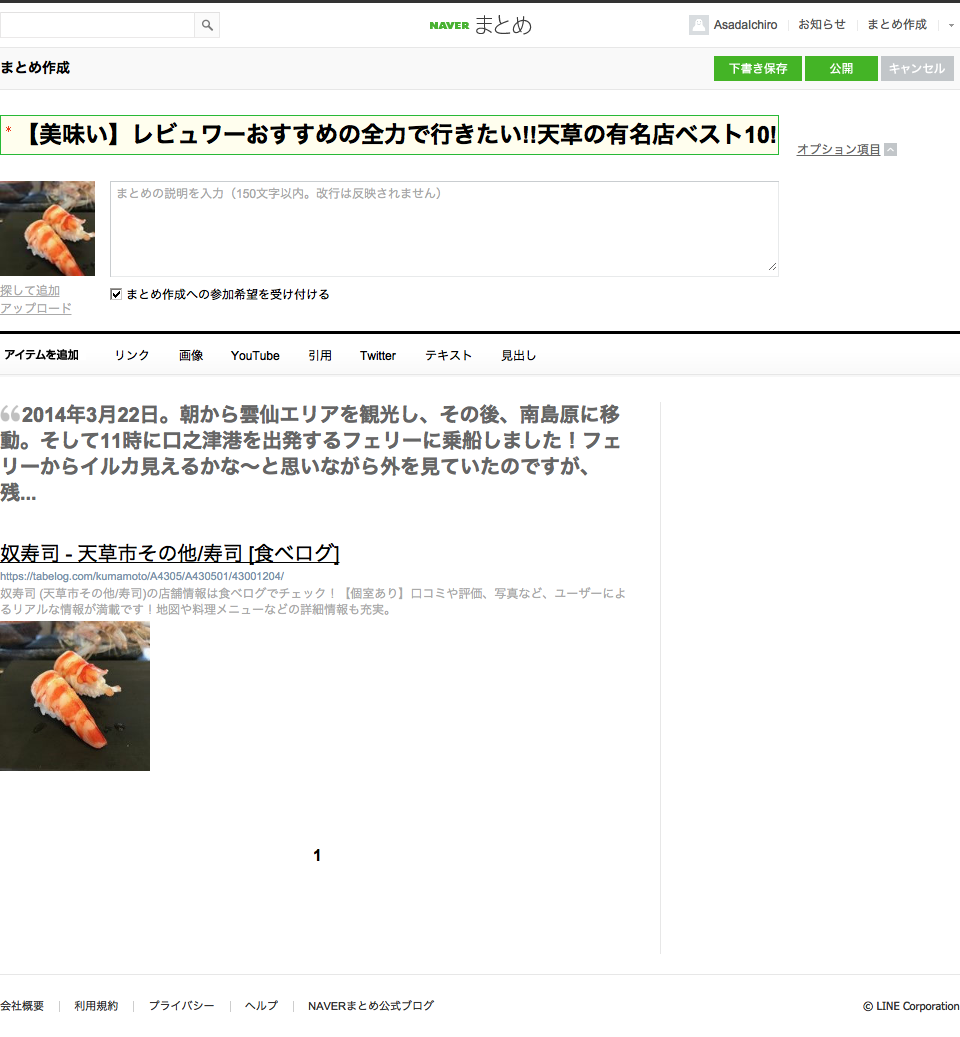 NAVER まとめ
AsadaIchiro お知らせ まとめ作成
まとめ作成
下書き保存 公開 キャンセル
* 【美味い】レビュワーおすすめの全力で行きたい!!天草の有名店ベスト10!
オプション項目
まとめの説明を入力（150文字以内。改行は反映されません）
探して追加
アップロード
まとめ作成への参加希望を受け付ける
アイテムを追加 リンク 画像 YouTube 引用 Twitter テキスト 見出し
“2014年3月22日。朝から雲仙エリアを観光し、その後、南島原に移
動。そして11時に口之津港を出発するフェリーに乗船しました！フェ
リーからイルカ見えるかな～と思いながら外を見ていたのですが、
残...
奴寿司 - 天草市その他/寿司 [食べログ]
https://tabelog.com/kumamoto/A4305/A430501/43001204/
奴寿司 (天草市その他/寿司)の店舗情報は食べログでチェック！【個室あり】口コミや評価、写真など、ユーザーによ
るリアルな情報が満載です！地図や料理メニューなどの詳細情報も充実。
1
会社概要 利用規約 プライバシー ヘルプ NAVERまとめ公式ブログ
© LINE Corporation